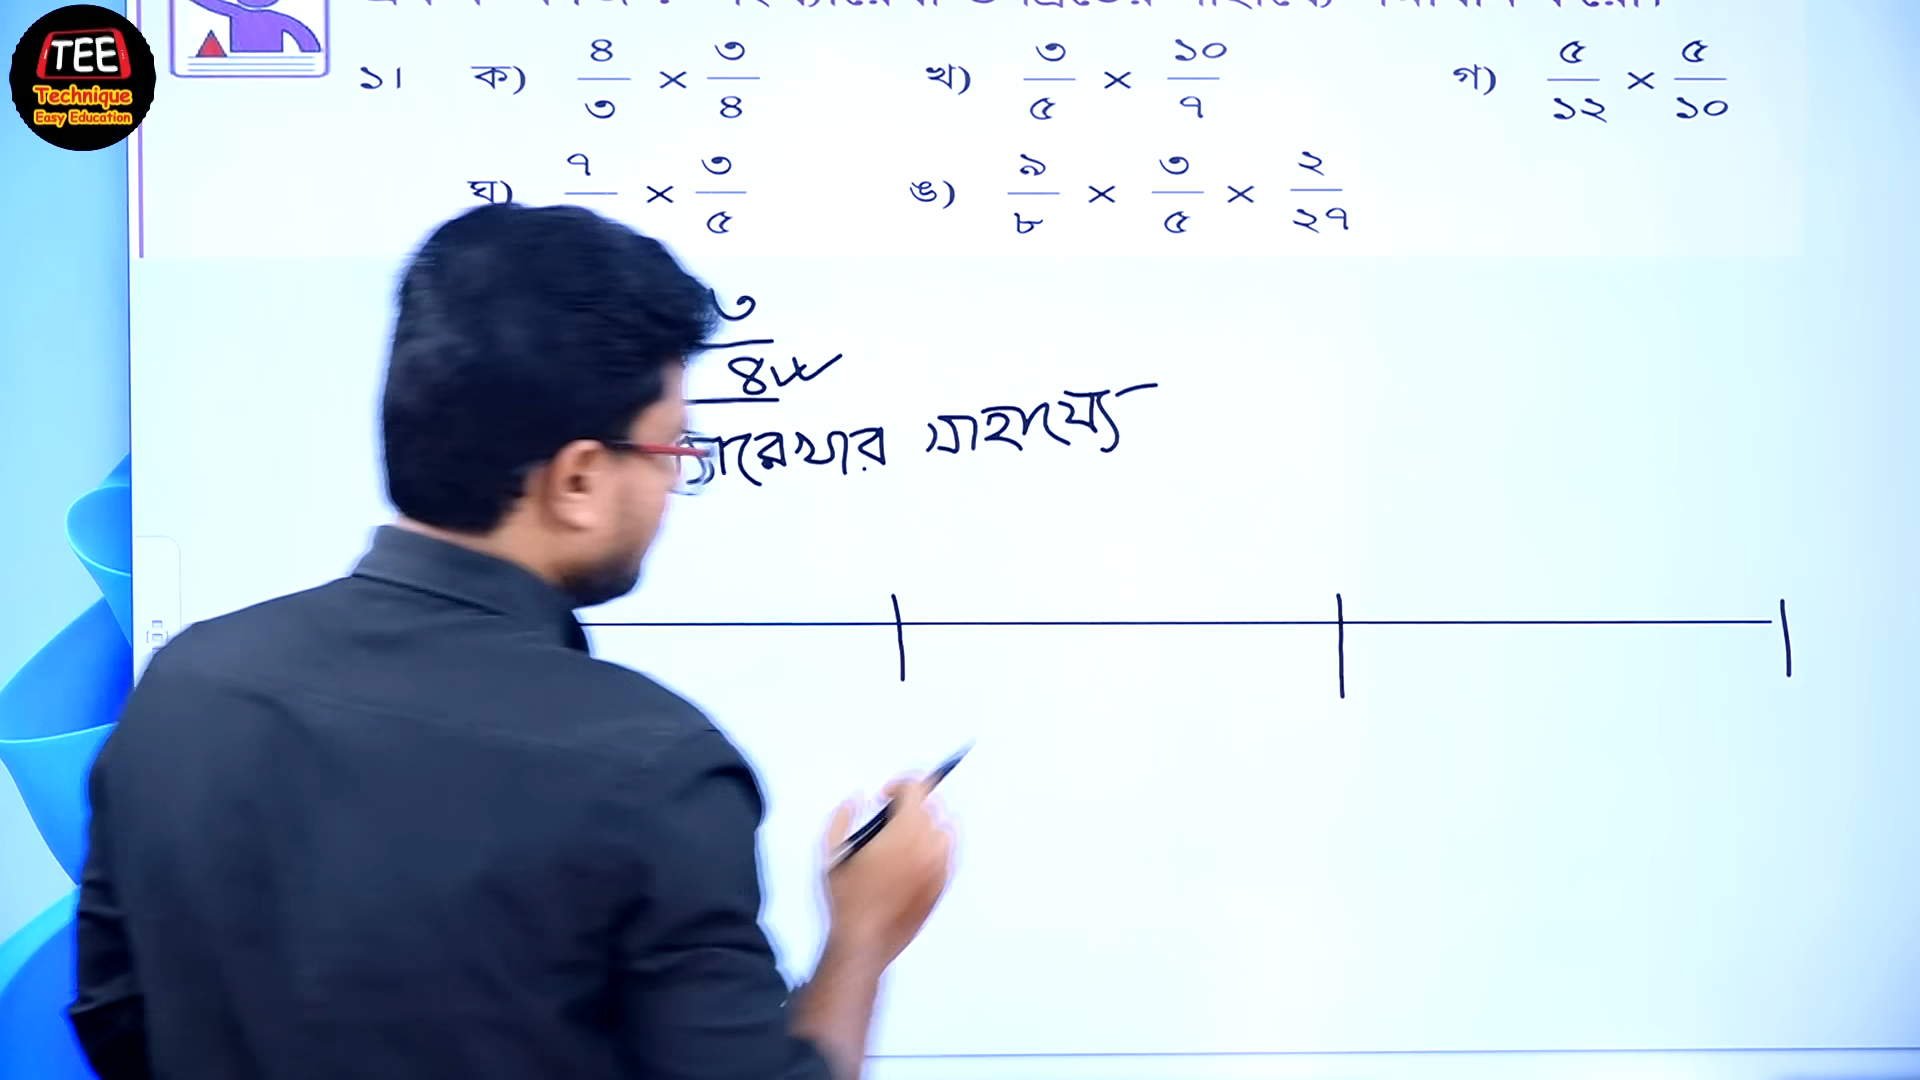 TEE
Technique
Easy Education
১। ক) ৪/৩ × ৩/৪ খ) ৩/৫ × ১০/৭ গ) ৫/১২ × ৫/১০
ঘ) ৭ × ৩/৫ ঙ) ৯/৮ × ৩/৫ × ২/২৭
৩
৪
সাহায্যে